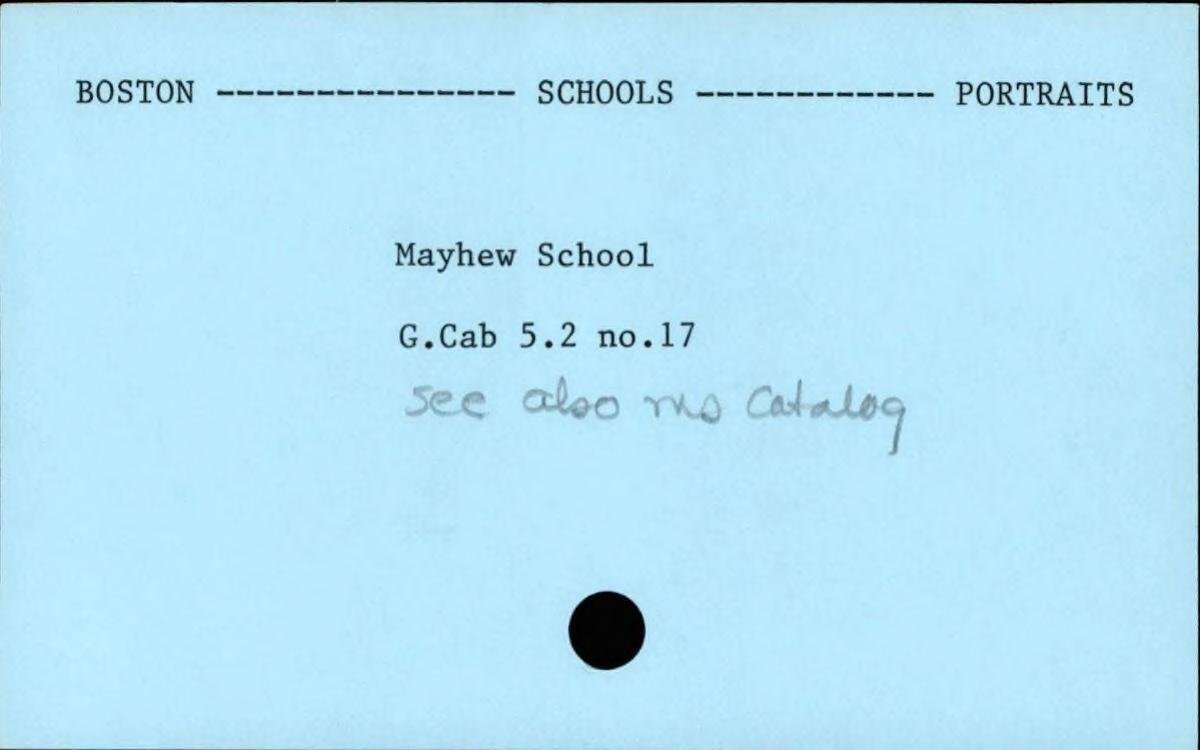 BOSTON --------------- SCHOOLS ------------ PORTRAITS
Mayhew School
G.Cab 5.2 no.17
See also ms Catalog